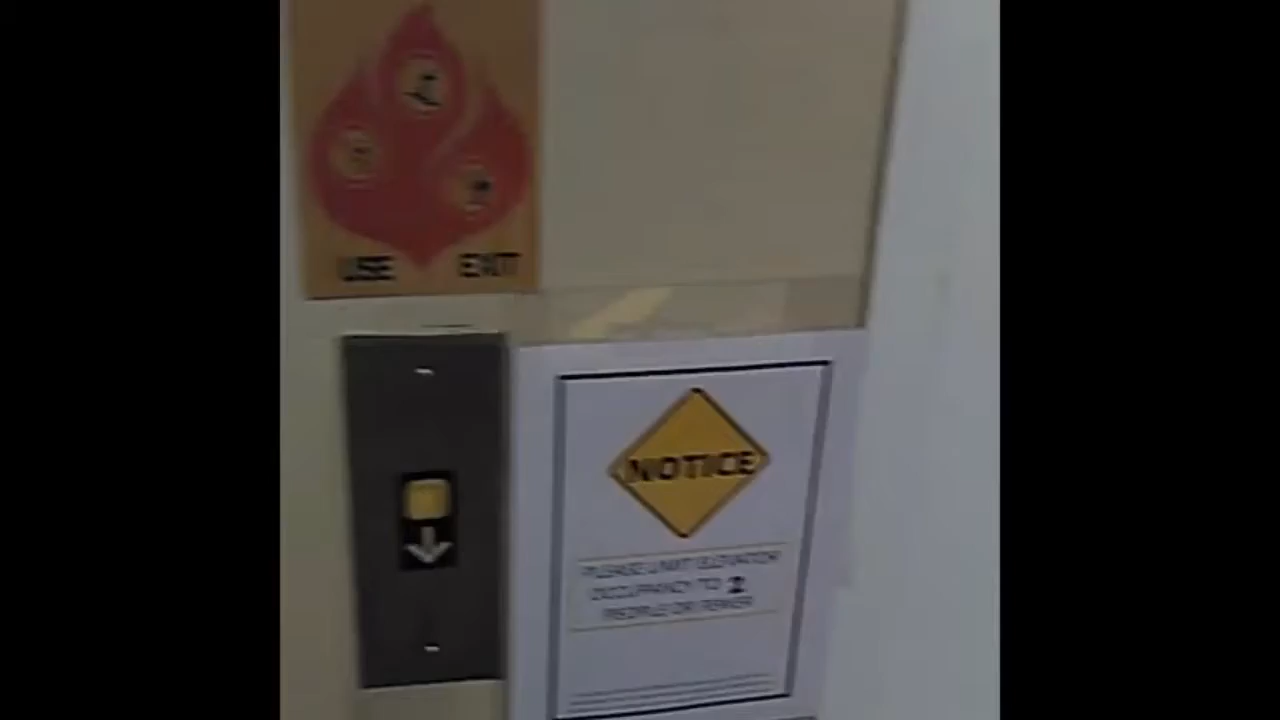 USE EXIT
NOTICE
PLEASE LIMIT ELEVATOR
OCCUPANCY TO 2
PEOPLE OR FEWER